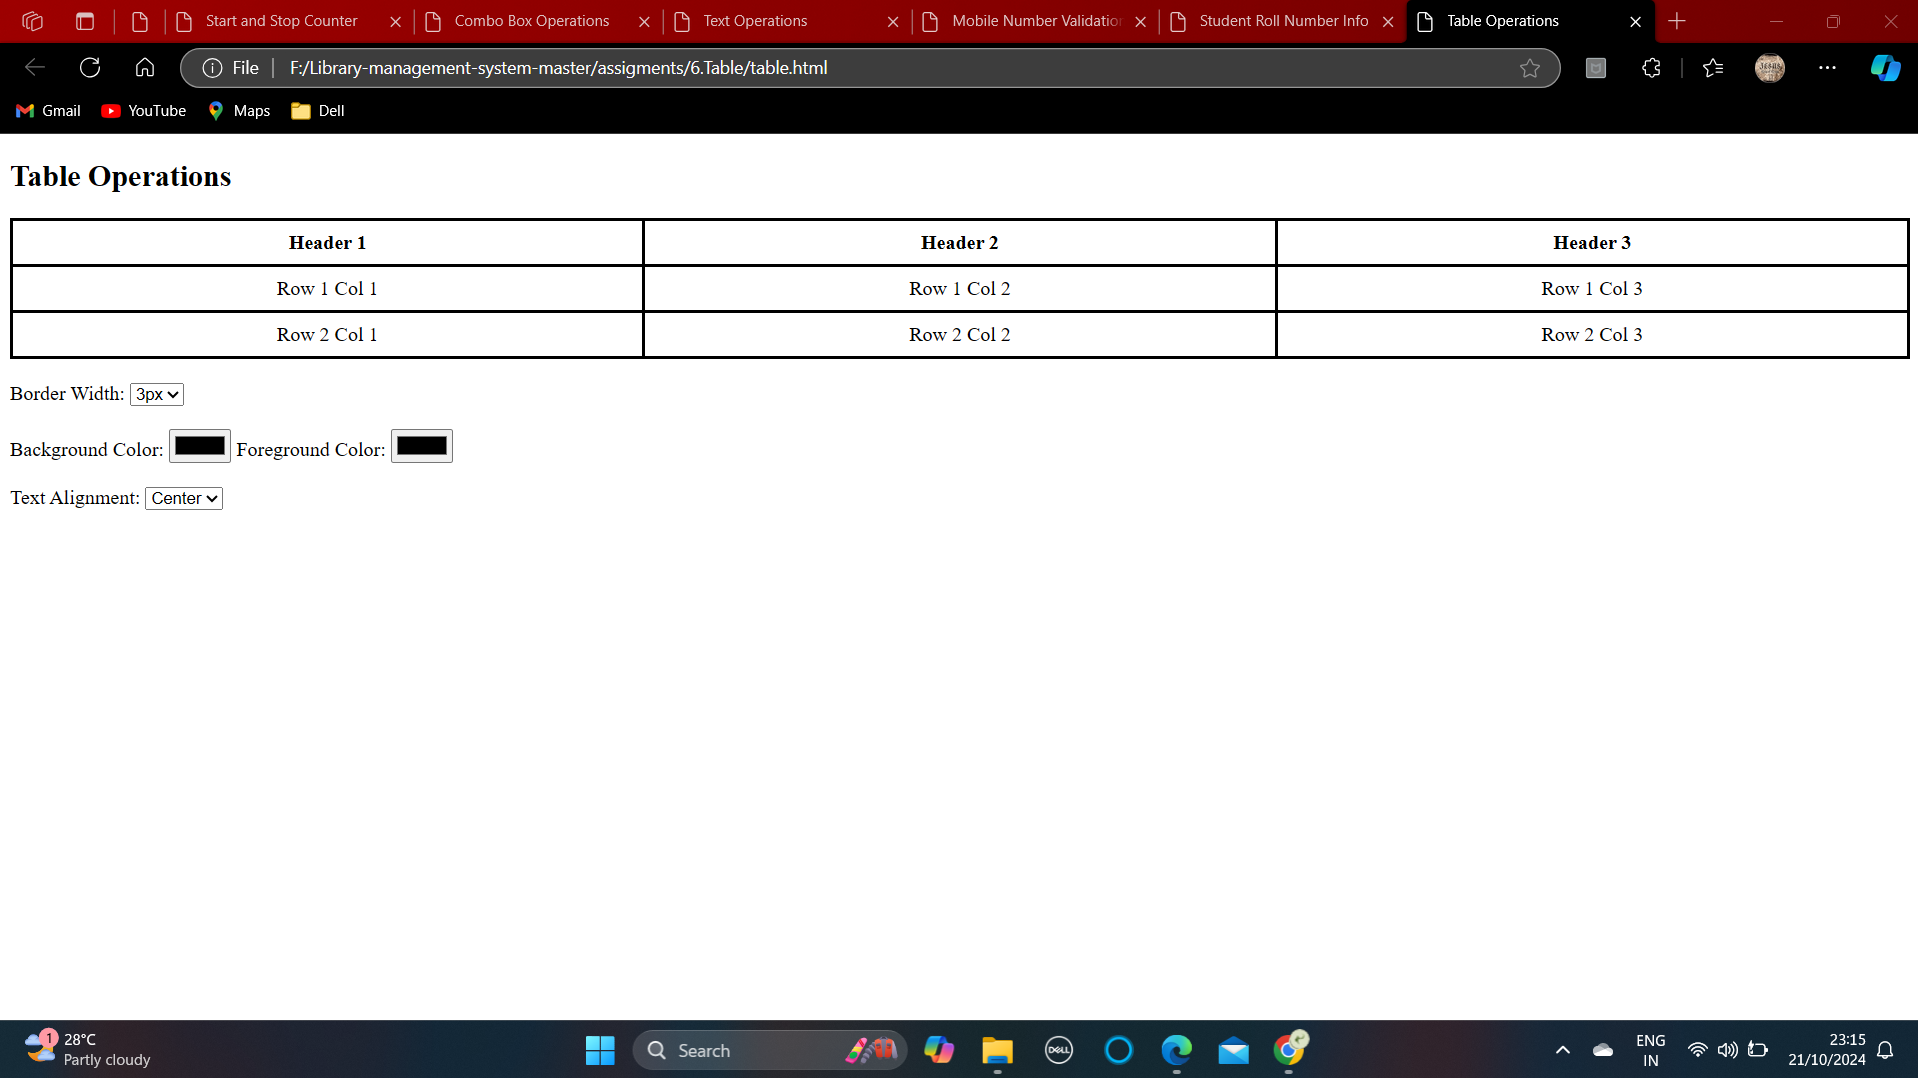 Start and Stop Counter Combo Box Operations Text Operations Mobile Number Validation Student Roll Number Info Table Operations
File F:/Library-management-system-master/assigments/6.Table/table.html
Gmail YouTube Maps Dell
Table Operations
Header 1 Header 2 Header 3
Row 1 Col 1 Row 1 Col 2 Row 1 Col 3
Row 2 Col 1 Row 2 Col 2 Row 2 Col 3
Border Width: 3px
Background Color: Foreground Color:
Text Alignment: Center
1 28°C
Partly cloudy
Search
DELL
ENG
IN
23:15
21/10/2024